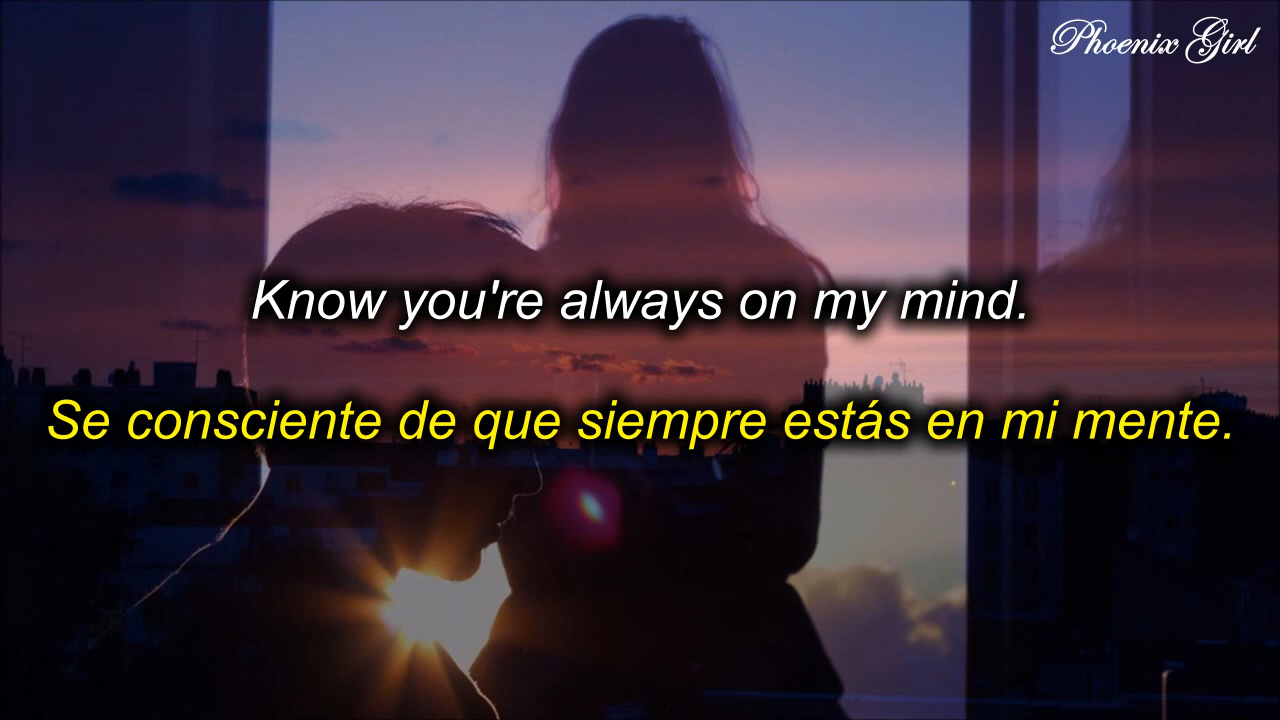 Phoenix Girl
Know you're always on my mind.
Se consciente de que siempre estás en mi mente.